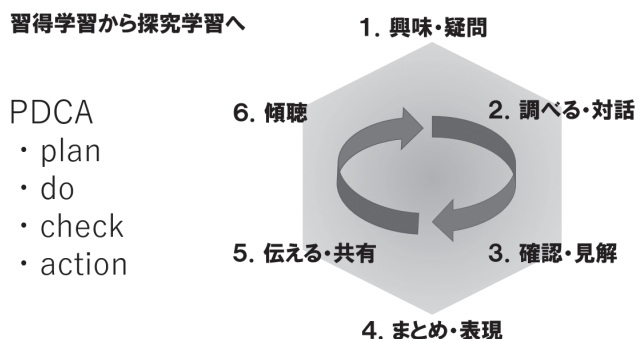 習得学習から探究学習へ
PDCA
・plan
・do
・check
・action
1. 興味・疑問
2. 調べる・対話
3. 確認・見解
4. まとめ・表現
5. 伝える・共有
6. 傾聴